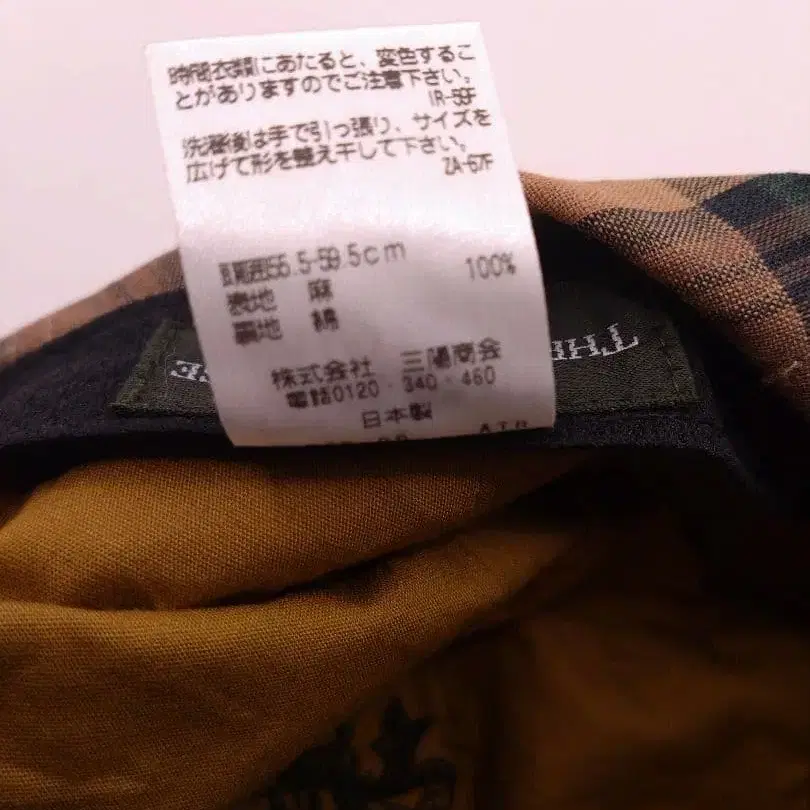 時間衣類にあたると、変色するこ
とがありますのでご注意下さい。
IR-59F
洗濯後は手で引っ張り、サイズを
広げて形を整え干して下さい。
ZA-67F
頭周囲55.5-59.5cm
表地 麻 100%
裏地 綿
株式会社 三陽商会
電話0120-340-460
日本製
THE